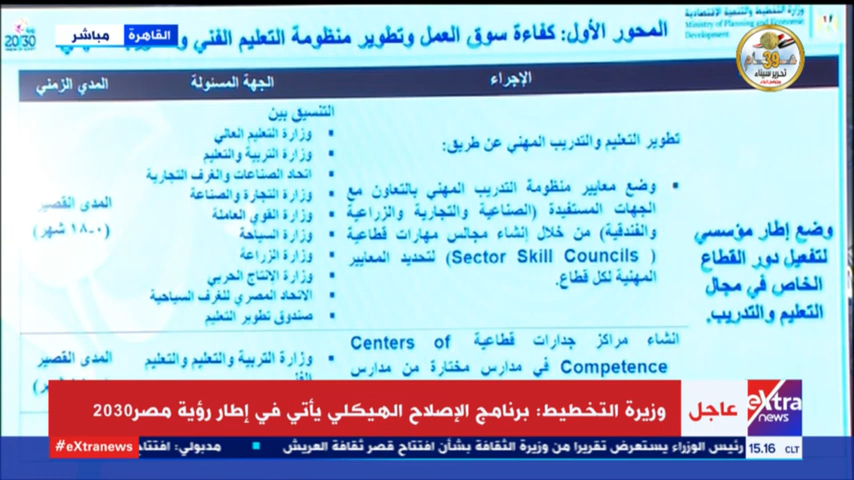 مباشر القاهرة
2030
المحور الأول: كفاءة سوق العمل وتطوير منظومة التعليم الفني و
وزارة التخطيط والتنمية الاقتصادية
Ministry of Planning and Economic
Development
39
تحرير سيناء
الإجراء
الجهة المسئولة
المدي الزمني
وضع إطار مؤسسي
لتفعيل دور القطاع
الخاص في مجال
التعليم والتدريب.
تطوير التعليم والتدريب المهني عن طريق:
▪ وضع معايير منظومة التدريب المهني بالتعاون مع
الجهات المستفيدة (الصناعية والتجارية والزراعية
والفندقية) من خلال إنشاء مجالس مهارات قطاعية
( Sector Skill Councils) لتحديد المعايير
المهنية لكل قطاع.
التنسيق بين
▪ وزارة التعليم العالي
▪ وزارة التربية والتعليم
▪ اتحاد الصناعات والغرف التجارية
▪ وزارة التجارة والصناعة
▪ وزارة القوي العاملة
▪ وزارة السياحة
▪ وزارة الزراعة
▪ وزارة الإنتاج الحربي
▪ الاتحاد المصري للغرف السياحية
▪ صندوق تطوير التعليم
المدى القصير
(٠-١٨ شهر)
انشاء مراكز جدارات قطاعية Centers of
Competence في مدارس مختارة من مدارس
▪ وزارة التربية والتعليم والتعليم
المدى القصير
عاجل
وزيرة التخطيط: برنامج الإصلاح الهيكلي يأتي في إطار رؤية مصر2030
eXtra
news
#eXtranews
رئيس الوزراء يستعرض تقريرا من وزيرة الثقافة بشأن افتتاح قصر ثقافة العريش
مدبولي: افتتاح
15.16 CLT